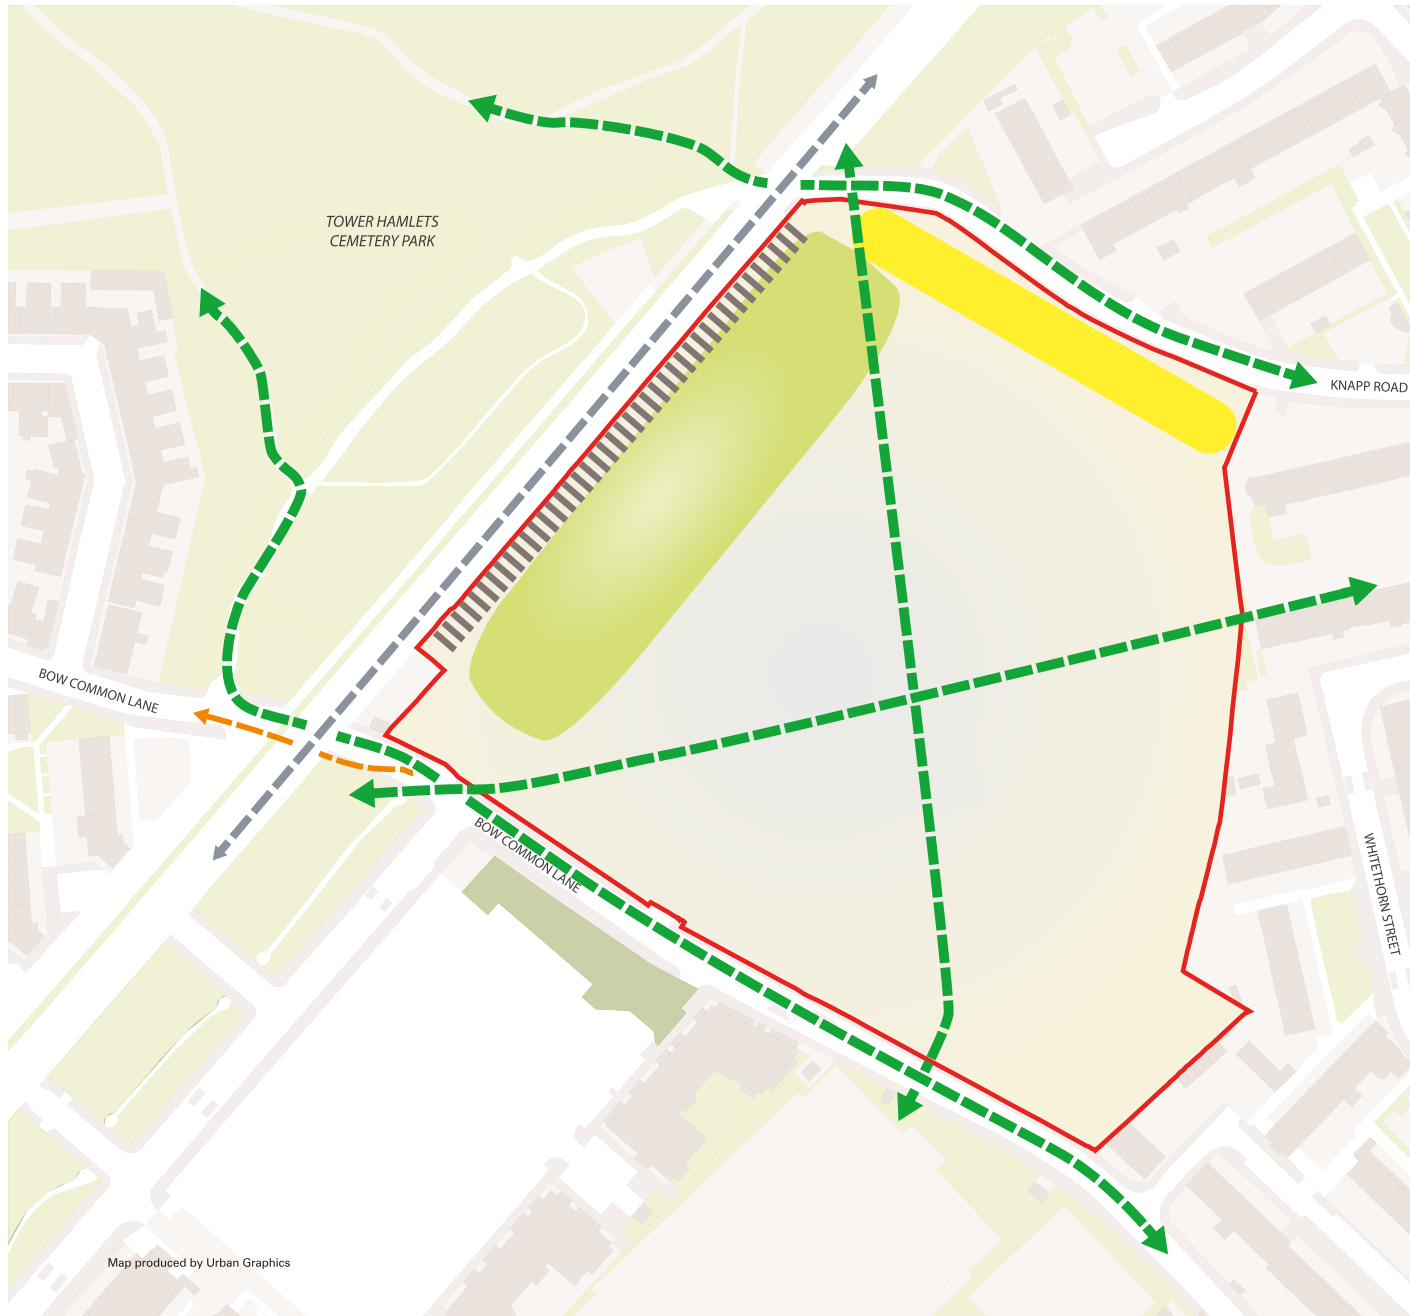 TOWER HAMLETS
CEMETERY PARK
KNAPP ROAD
BOW COMMON LANE
BOW COMMON LANE
WHITETHORN STREET
Map produced by Urban Graphics